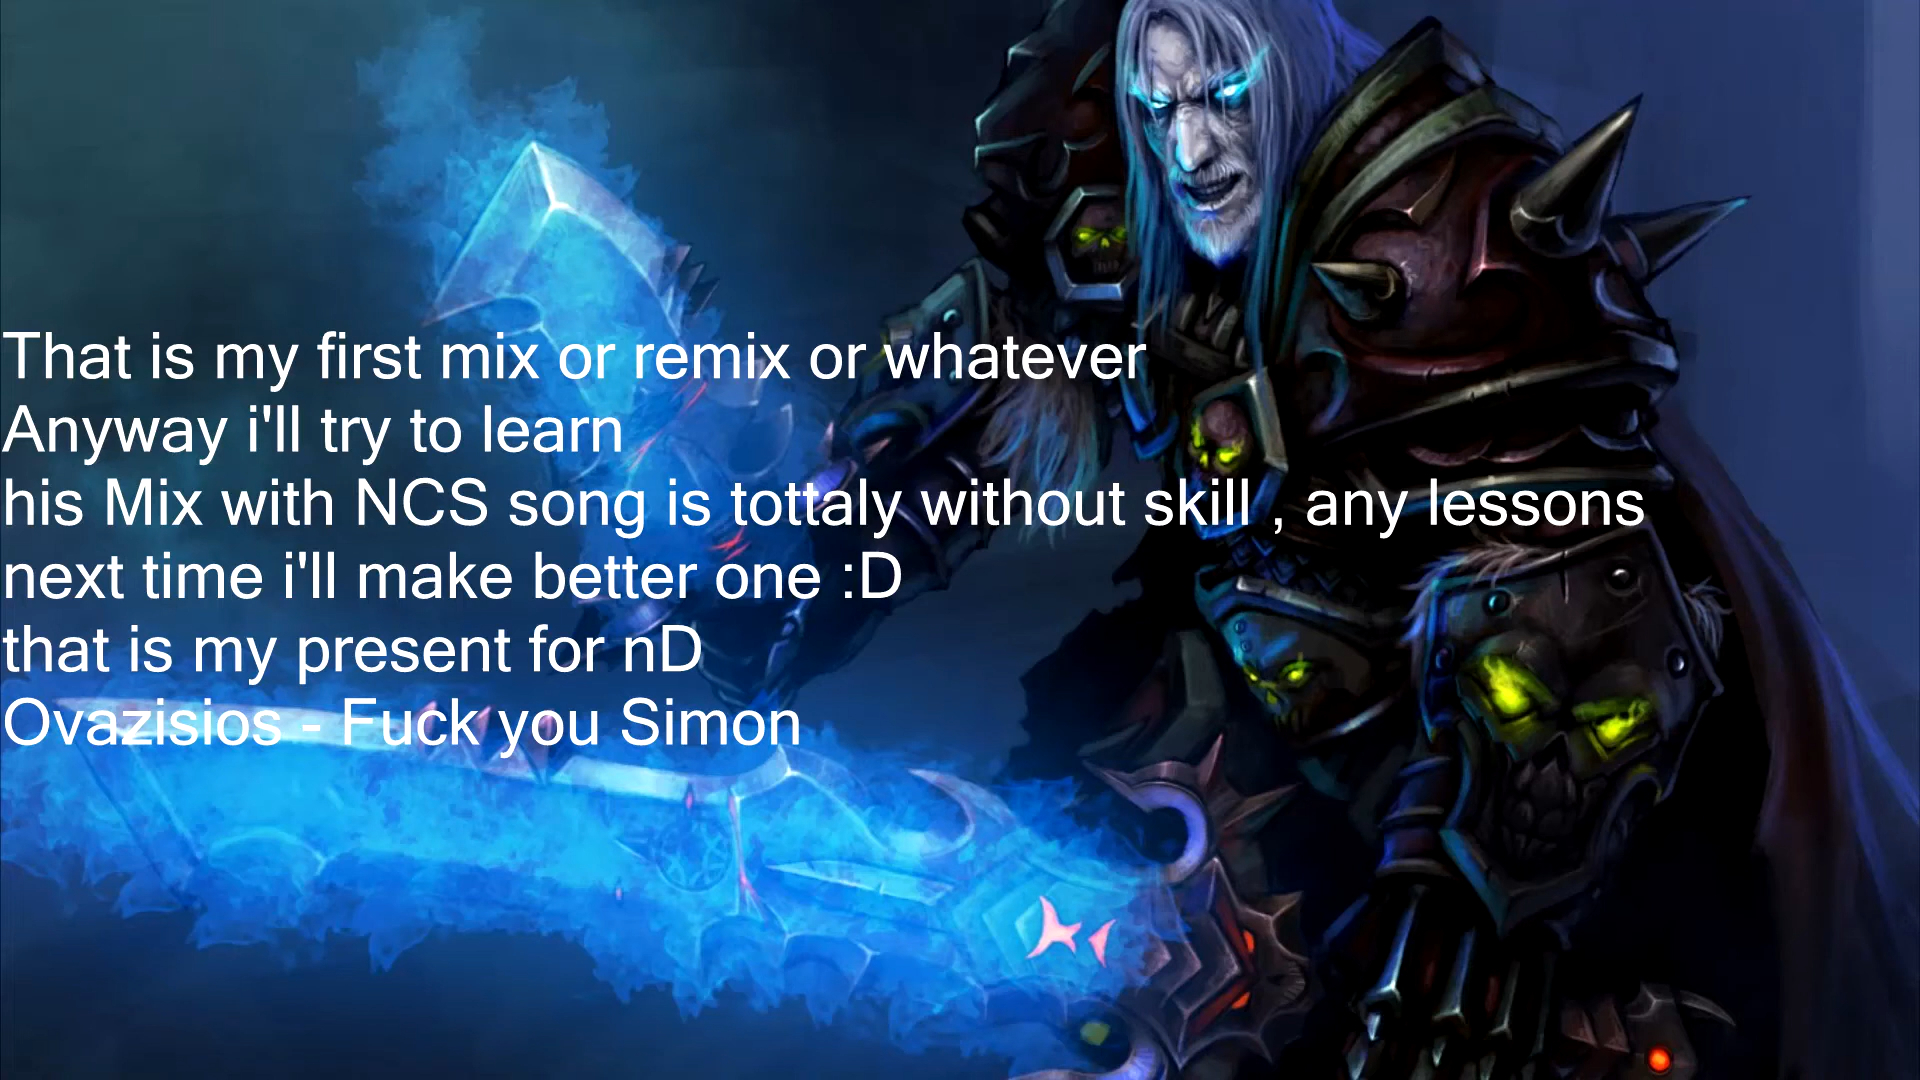 That is my first mix or remix or whatever
Anyway i'll try to learn
his Mix with NCS song is tottaly without skill , any lessons
next time i'll make better one :D
that is my present for nD
Ovazisios - Fuck you Simon